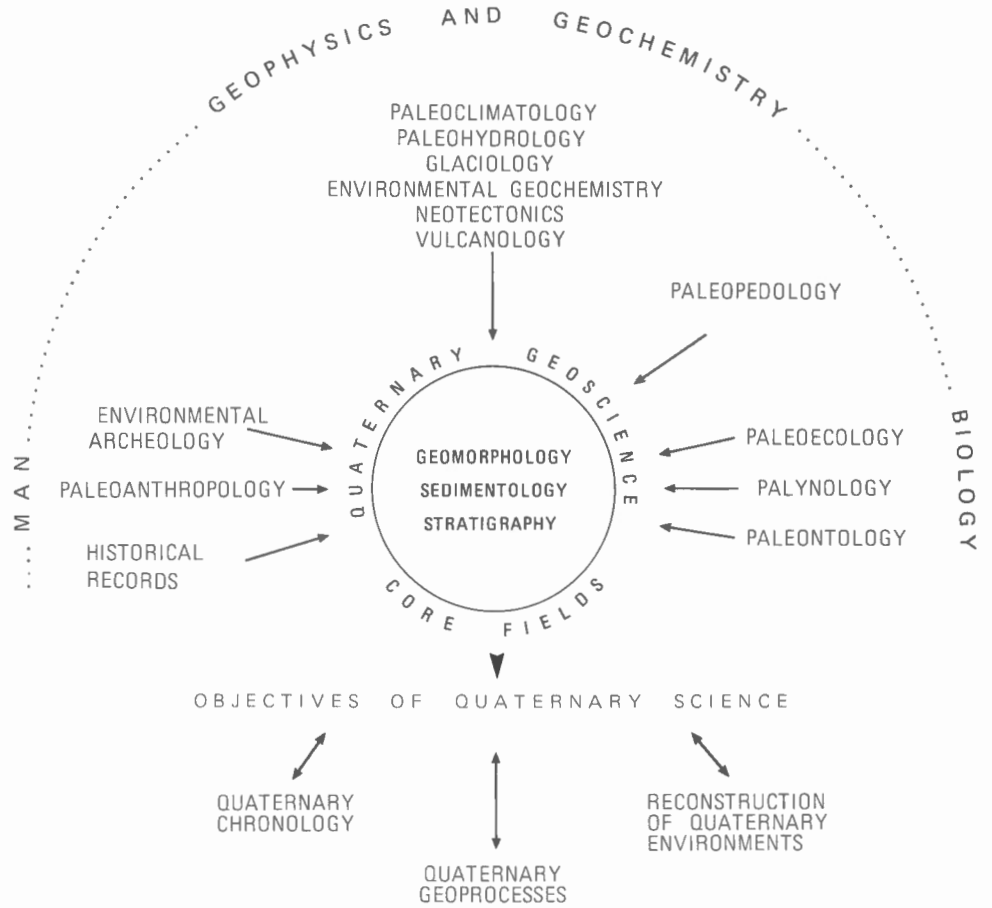 GEOPHYSICS AND GEOCHEMISTRY
PALEOCLIMATOLOGY
PALEOHYDROLOGY
GLACIOLOGY
ENVIRONMENTAL GEOCHEMISTRY
NEOTECTONICS
VULCANOLOGY
PALEOPEDOLOGY
MAN
ENVIRONMENTAL
ARCHEOLOGY
PALEOANTHROPOLOGY
HISTORICAL
RECORDS
QUATERNARY GEOSCIENCE
GEOMORPHOLOGY
SEDIMENTOLOGY
STRATIGRAPHY
CORE FIELDS
PALEOECOLOGY
PALYNOLOGY
PALEONTOLOGY
BIOLOGY
OBJECTIVES OF QUATERNARY SCIENCE
QUATERNARY
CHRONOLOGY
QUATERNARY
GEOPROCESSES
RECONSTRUCTION
OF QUATERNARY
ENVIRONMENTS